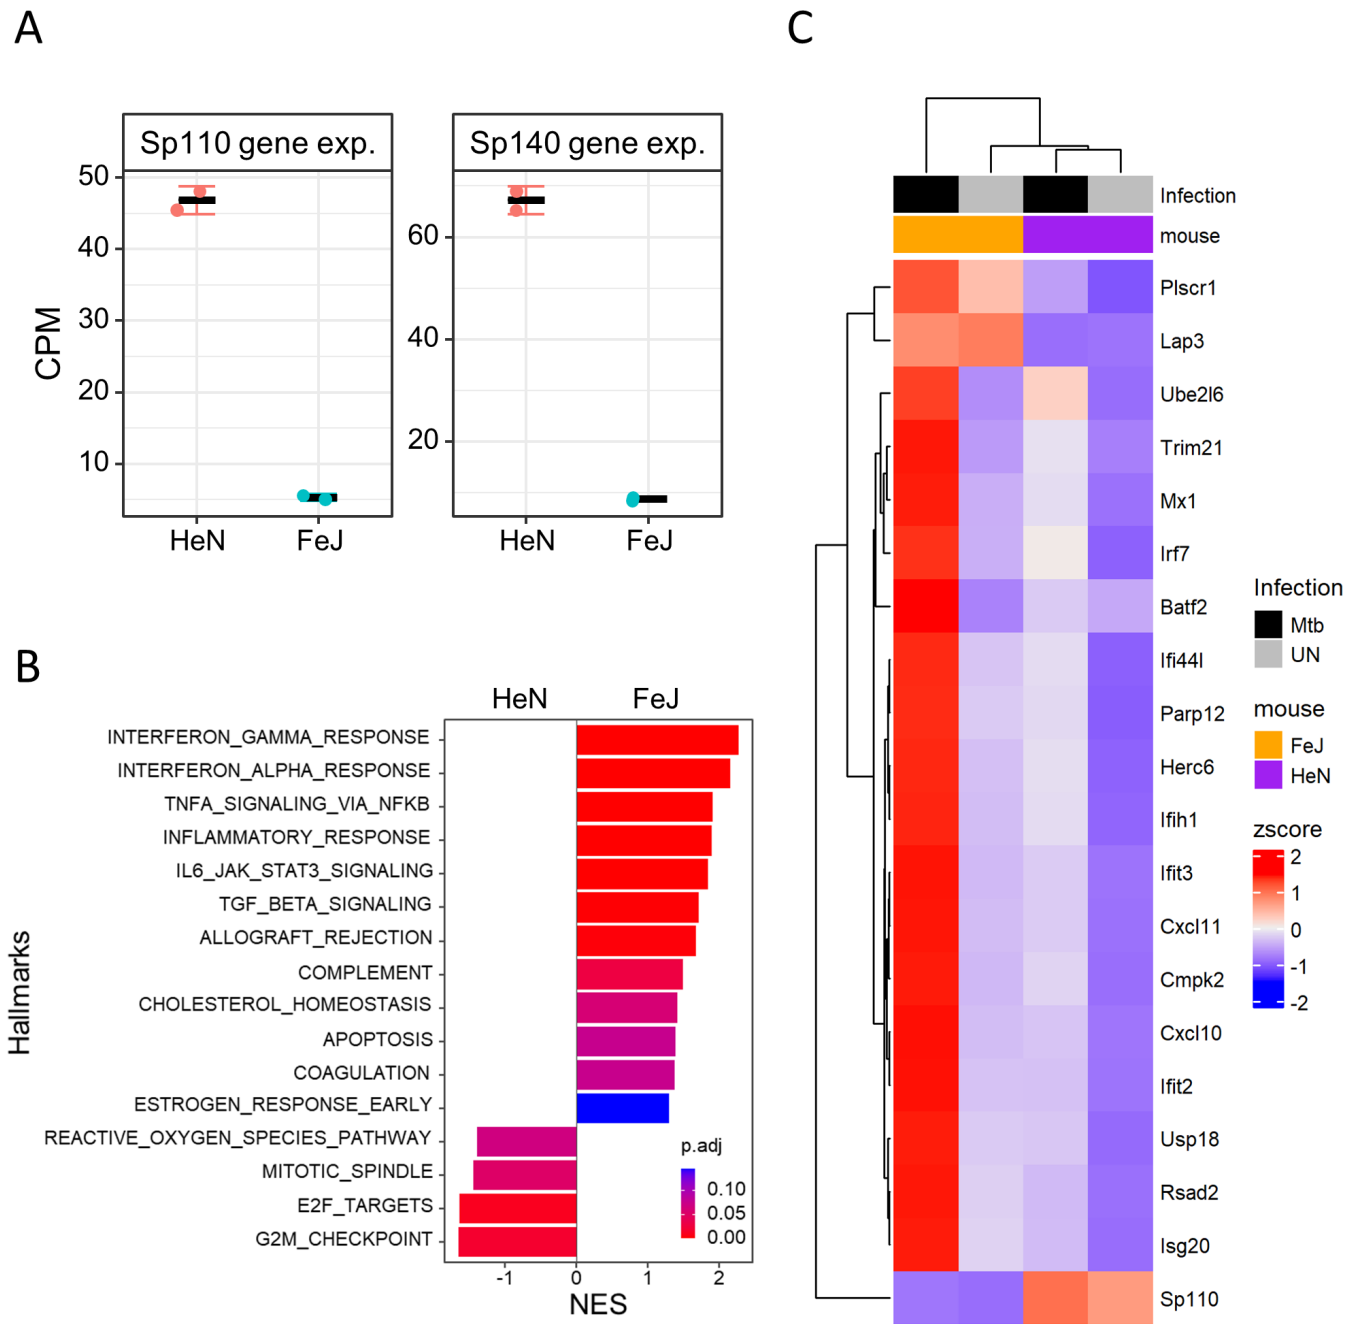 A
Sp110 gene exp.
Sp140 gene exp.
CPM
50
40
30
20
10
60
40
20
HeN
FeJ
HeN
FeJ
B
HeN
FeJ
Hallmarks
INTERFERON_GAMMA_RESPONSE
INTERFERON_ALPHA_RESPONSE
TNFA_SIGNALING_VIA_NFKB
INFLAMMATORY_RESPONSE
IL6_JAK_STAT3_SIGNALING
TGF_BETA_SIGNALING
ALLOGRAFT_REJECTION
COMPLEMENT
CHOLESTEROL_HOMEOSTASIS
APOPTOSIS
COAGULATION
ESTROGEN_RESPONSE_EARLY
REACTIVE_OXYGEN_SPECIES_PATHWAY
MITOTIC_SPINDLE
E2F_TARGETS
G2M_CHECKPOINT
p.adj
0.10
0.05
0.00
-1
0
1
2
NES
C
Infection
mouse
Plscr1
Lap3
Ube2l6
Trim21
Mx1
Irf7
Batf2
Ifi44l
Parp12
Herc6
Ifih1
Ifit3
Cxcl11
Cmpk2
Cxcl10
Ifit2
Usp18
Rsad2
Isg20
Sp110
Infection
Mtb
UN
mouse
FeJ
HeN
zscore
2
1
0
-1
-2